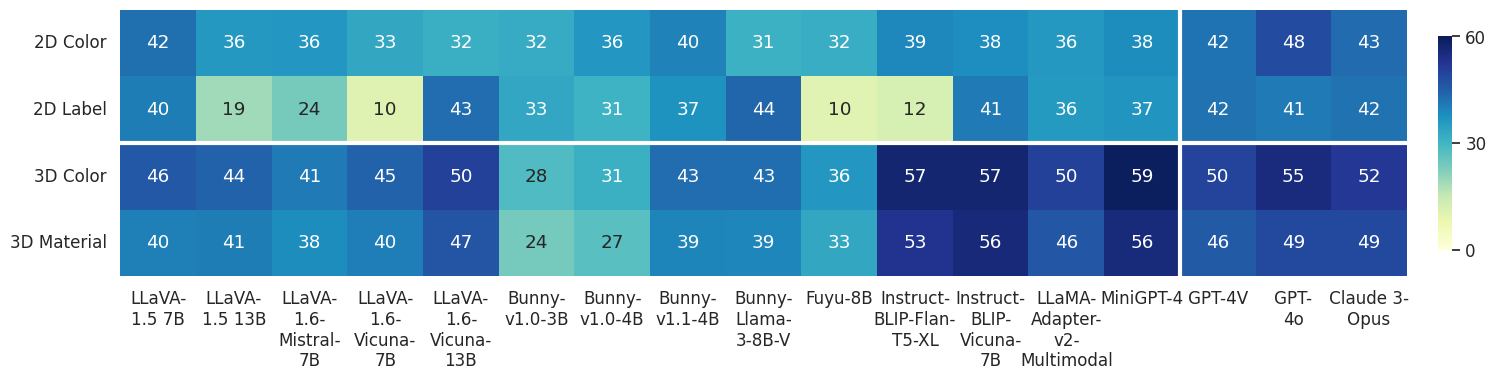 2D Color 42 36 36 33 32 32 36 40 31 32 39 38 36 38 42 48 43
2D Label 40 19 24 10 43 33 31 37 44 10 12 41 36 37 42 41 42
3D Color 46 44 41 45 50 28 31 43 43 36 57 57 50 59 50 55 52
3D Material 40 41 38 40 47 24 27 39 39 33 53 56 46 56 46 49 49
60
30
0
LLaVA-
1.5 7B
LLaVA-
1.5 13B
LLaVA-
1.6-
Mistral-
7B
LLaVA-
1.6-
Vicuna-
7B
LLaVA-
1.6-
Vicuna-
13B
Bunny-
v1.0-3B
Bunny-
v1.0-4B
Bunny-
v1.1-4B
Bunny-
Llama-
3-8B-V
Fuyu-8B
Instruct-
BLIP-Flan-
T5-XL
Instruct-
BLIP-
Vicuna-
7B
LLaMA-
Adapter-
v2-
Multimodal
MiniGPT-4
GPT-4V
GPT-
4o
Claude 3-
Opus